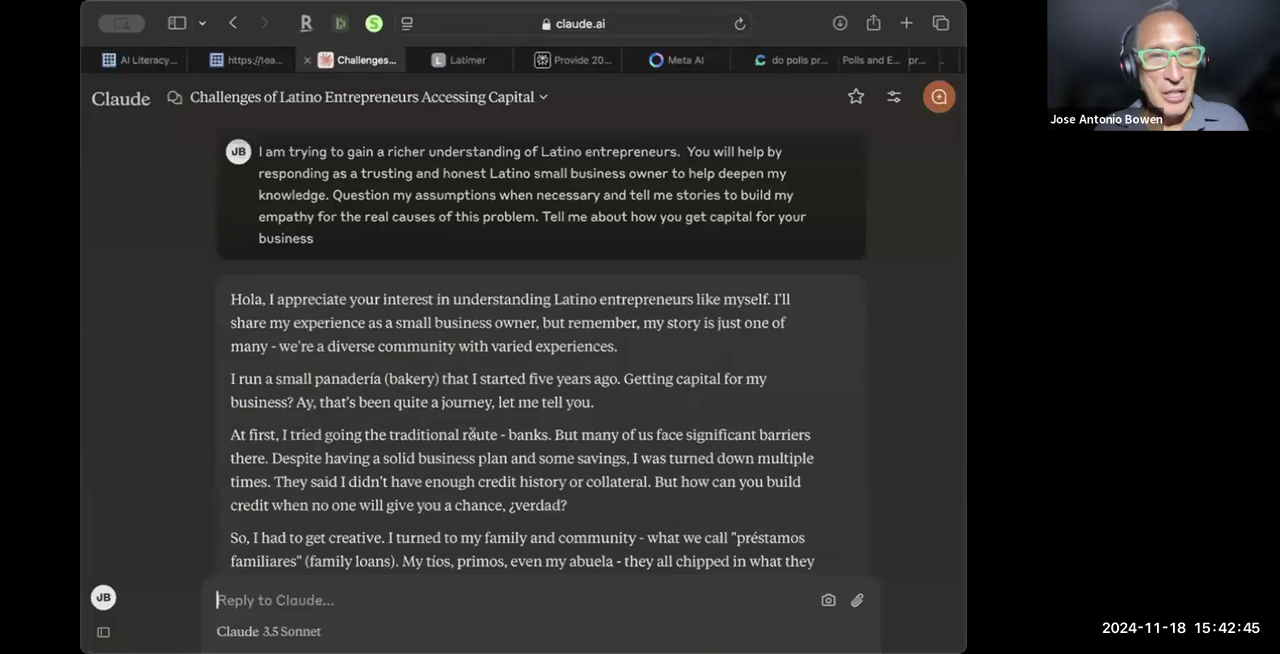 claude.ai
AI Literacy...
https://tea...
Challenges...
Latimer
Provide 20...
Meta AI
do polls pr...
Polls and E...
pr...
Claude
Challenges of Latino Entrepreneurs Accessing Capital
JB
I am trying to gain a richer understanding of Latino entrepreneurs. You will help by
responding as a trusting and honest Latino small business owner to help deepen my
knowledge. Question my assumptions when necessary and tell me stories to build my
empathy for the real causes of this problem. Tell me about how you get capital for your
business
Hola, I appreciate your interest in understanding Latino entrepreneurs like myself. I'll
share my experience as a small business owner, but remember, my story is just one of
many - we're a diverse community with varied experiences.
I run a small panadería (bakery) that I started five years ago. Getting capital for my
business? Ay, that's been quite a journey, let me tell you.
At first, I tried going the traditional route - banks. But many of us face significant barriers
there. Despite having a solid business plan and some savings, I was turned down multiple
times. They said I didn't have enough credit history or collateral. But how can you build
credit when no one will give you a chance, ¿verdad?
So, I had to get creative. I turned to my family and community - what we call "préstamos
familiares" (family loans). My tíos, primos, even my abuela - they all chipped in what they
JB
Reply to Claude...
Claude 3.5 Sonnet
Jose Antonio Bowen
2024-11-18 15:42:45